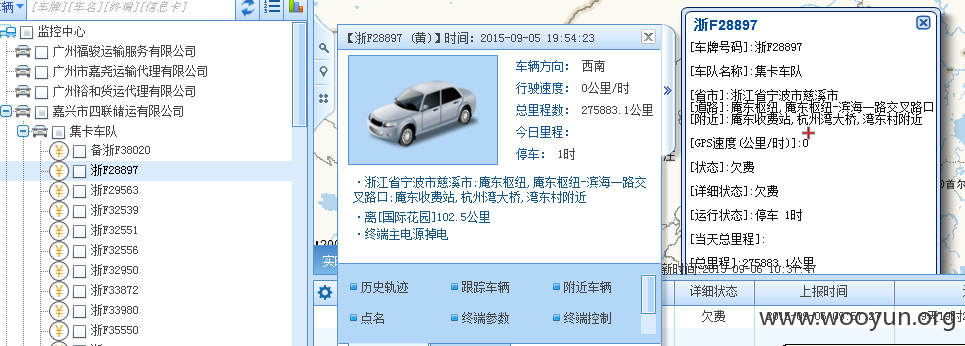 车辆 [车牌][车名][终端][信息卡]
监控中心
广州福骏运输服务有限公司
广州市嘉尧运输代理有限公司
广州恰和货运代理有限公司
嘉兴市四联储运有限公司
集卡车队
备浙F38020
浙F28897
浙F29563
浙F32539
浙F32551
浙F32556
浙F32950
浙F33872
浙F33980
浙F35550
【浙F28897 (黄)】时间: 2015-09-05 19:54:23
车辆方向: 西南
行驶速度: 0公里/时
总里程数: 275883.1公里
今日里程:
停车: 1时
·浙江省宁波市慈溪市;庵东枢纽,庵东枢纽-滨海一路交
叉路口;庵东收费站,杭州湾大桥,湾东村附近
·离[国际花园]102.5公里
·终端主电源掉电
历史轨迹
跟踪车辆
附近车辆
点名
终端参数
终端控制
浙F28897
[车牌号码]:浙F28897
[车队名称]:集卡车队
[省市]:浙江省宁波市慈溪市
[道路]:庵东枢纽,庵东枢纽-滨海一路交叉路口
[附近]:庵东收费站,杭州湾大桥,湾东村附近
[GPS速度(公里/时)]:0
[状态]:欠费
[详细状态]:欠费
[运行状态]:停车 1时
[当天总里程]:
[总里程]:275883.1公里
详细状态
上报时间
欠费
www.wooyun.org